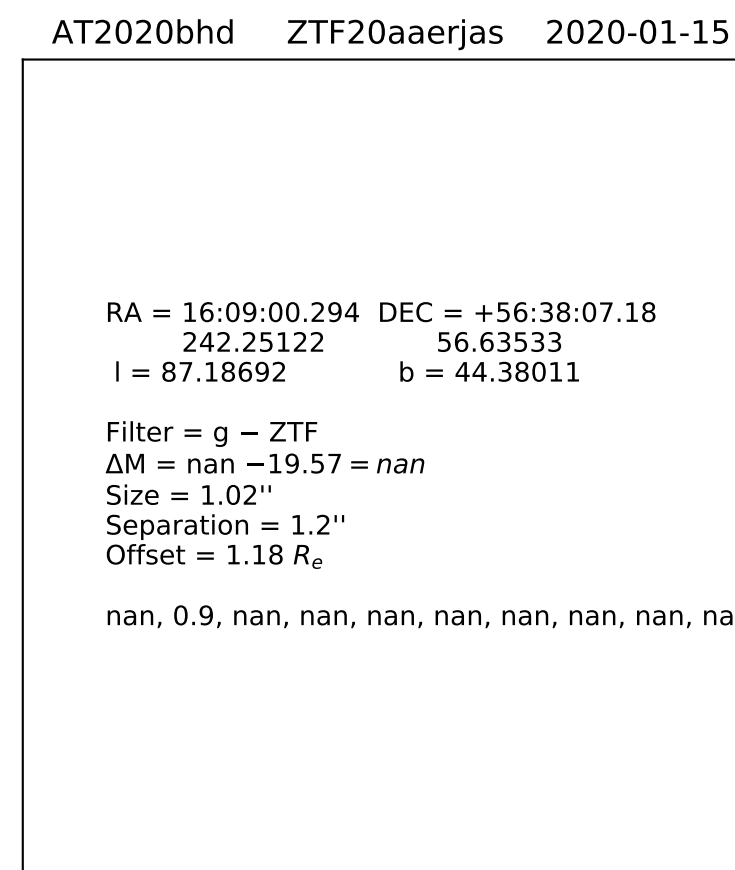 AT2020bhd ZTF20aaerjas 2020-01-15
RA = 16:09:00.294 DEC = +56:38:07.18
242.25122 56.63533
l = 87.18692 b = 44.38011
Filter = g − ZTF
ΔM = nan −19.57 = nan
Size = 1.02''
Separation = 1.2''
Offset = 1.18 Re
nan, 0.9, nan, nan, nan, nan, nan, nan, nan, na